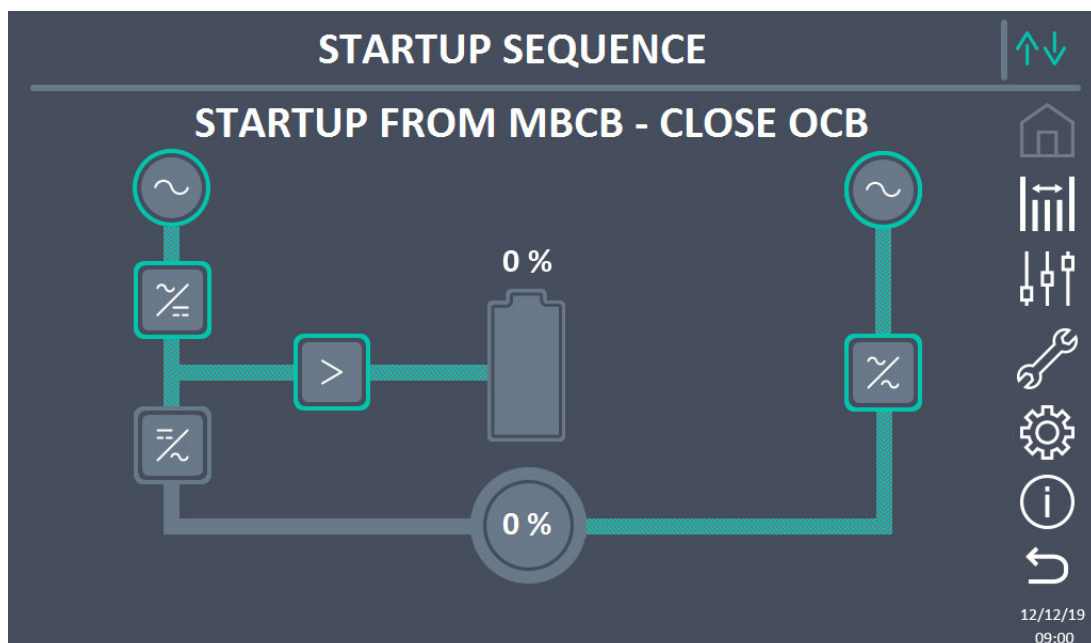 STARTUP SEQUENCE
STARTUP FROM MBCB - CLOSE OCB
0 %
0 %
12/12/19
09:00